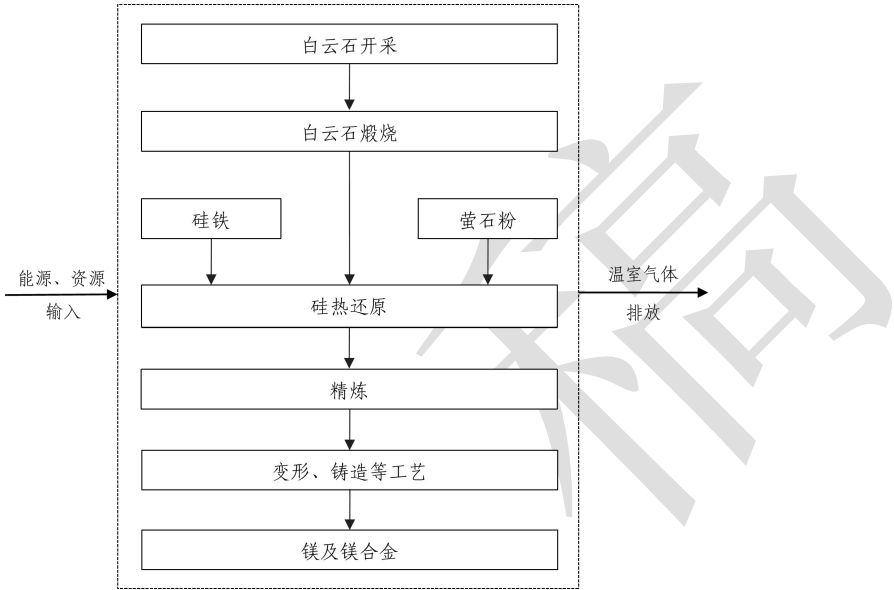 白云石开采
白云石煅烧
硅铁
萤石粉
能源、资源
输入
硅热还原
温室气体
排放
精炼
变形、铸造等工艺
镁及镁合金
稿